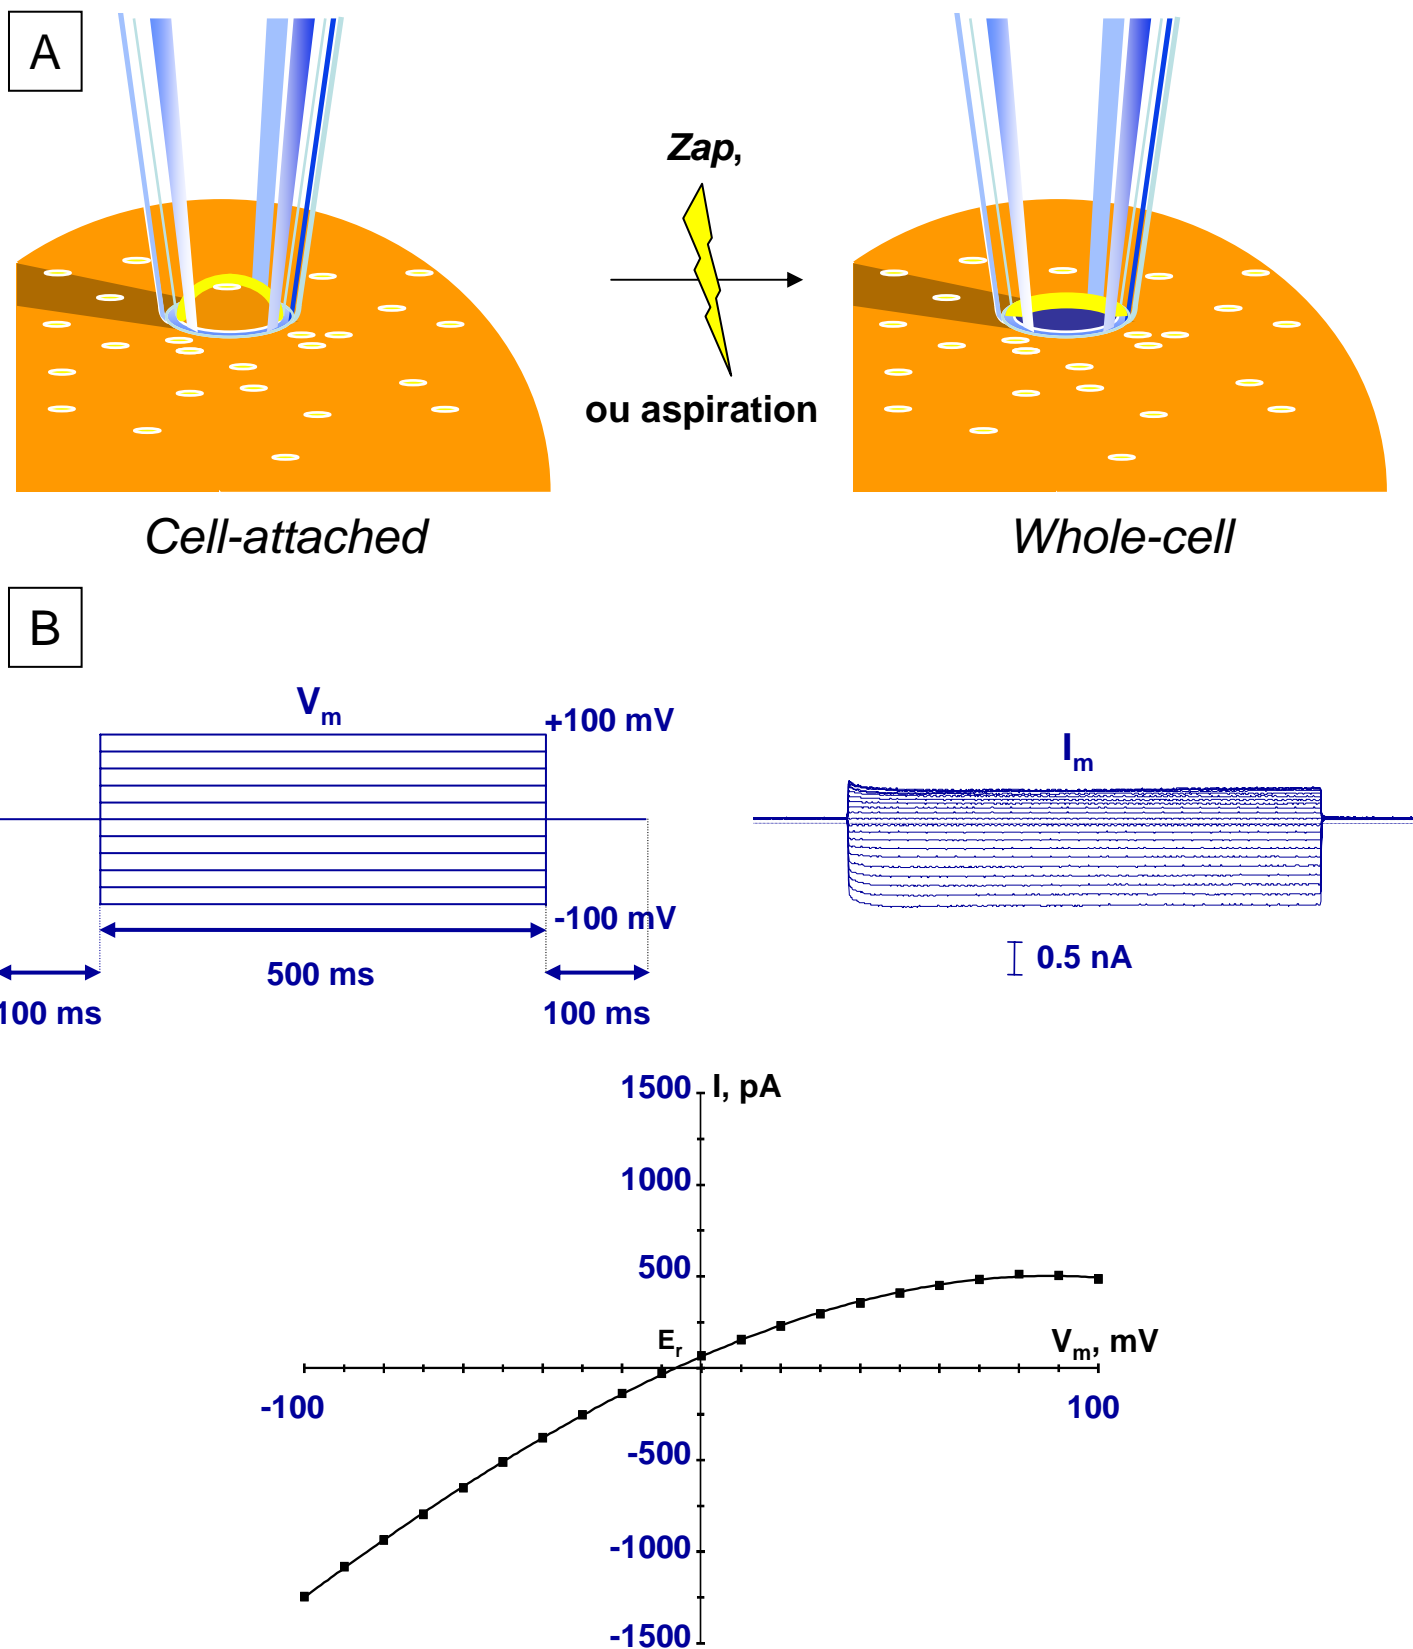 A
Zap,
ou aspiration
Cell-attached
Whole-cell
B
Vm
+100 mV
-100 mV
500 ms
100 ms
100 ms
Im
0.5 nA
1500
I, pA
1000
500
Er
Vm, mV
-100
100
-500
-1000
-1500